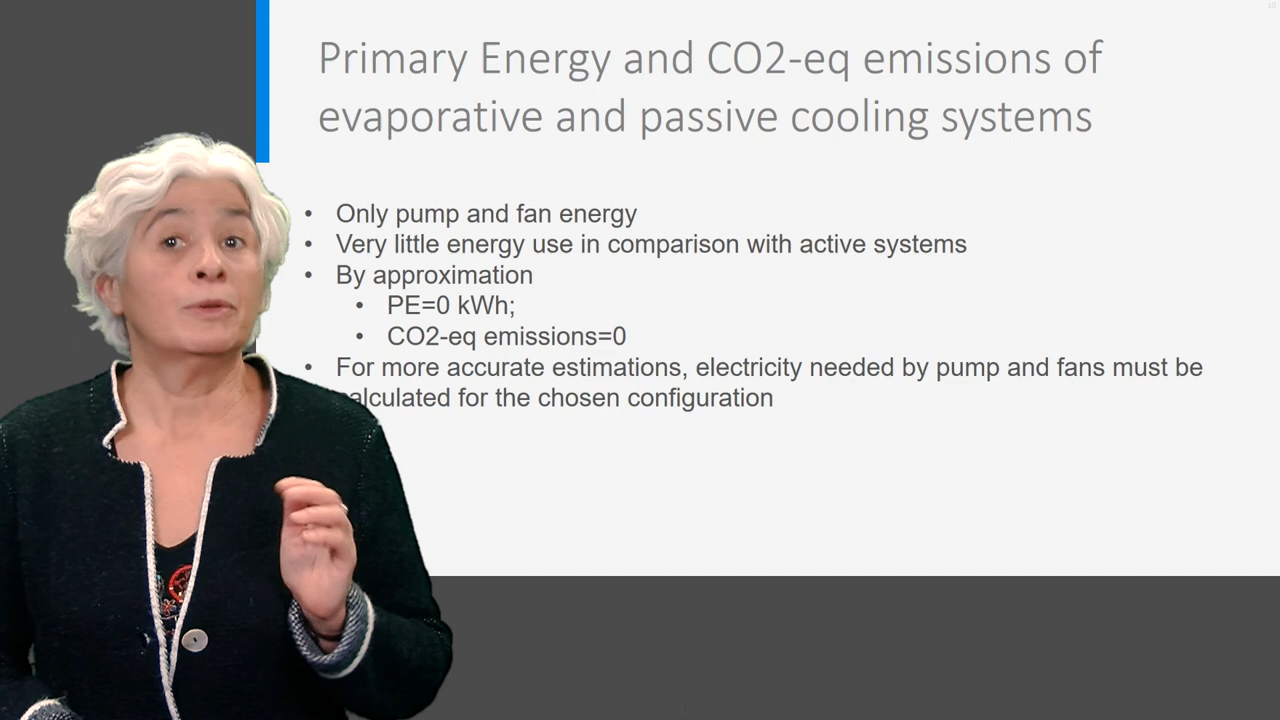 Primary Energy and CO2-eq emissions of
evaporative and passive cooling systems
• Only pump and fan energy
• Very little energy use in comparison with active systems
• By approximation
• PE=0 kWh;
• CO2-eq emissions=0
• For more accurate estimations, electricity needed by pump and fans must be
calculated for the chosen configuration
10